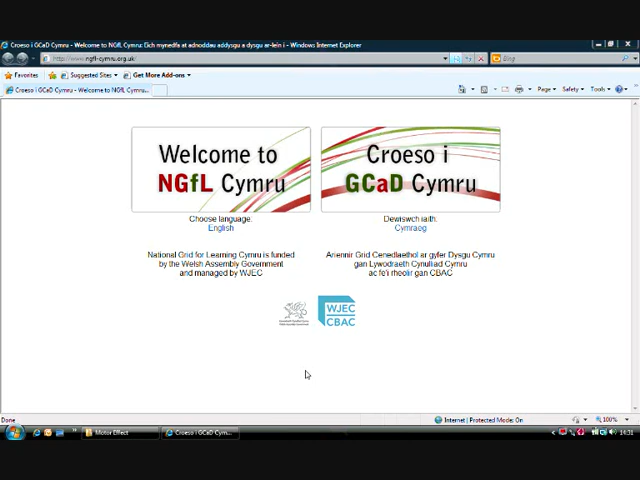 Croeso i GCaD Cymru - Welcome to NGfL Cymru: Eich mynedfa at adnoddau addysgu a dysgu ar-lein i - Windows Internet Explorer
http://www.ngfl-cymru.org.uk/
Bing
Favorites
Suggested Sites
Get More Add-ons
Croeso i GCaD Cymru - Welcome to NGfL Cymru...
Page
Safety
Tools
Welcome to
NGfL Cymru
Croeso i
GCaD Cymru
Choose language:
English
Dewiswch iaith:
Cymraeg
National Grid for Learning Cymru is funded
by the Welsh Assembly Government
and managed by WJEC
Ariennir Grid Cenedlaethol ar gyfer Dysgu Cymru
gan Lywodraeth Cynulliad Cymru
ac fe'i rheolir gan CBAC
WJEC
CBAC
Done
Internet | Protected Mode: On
100%
Motor Effect
Croeso i GCaD Cym...
14:31